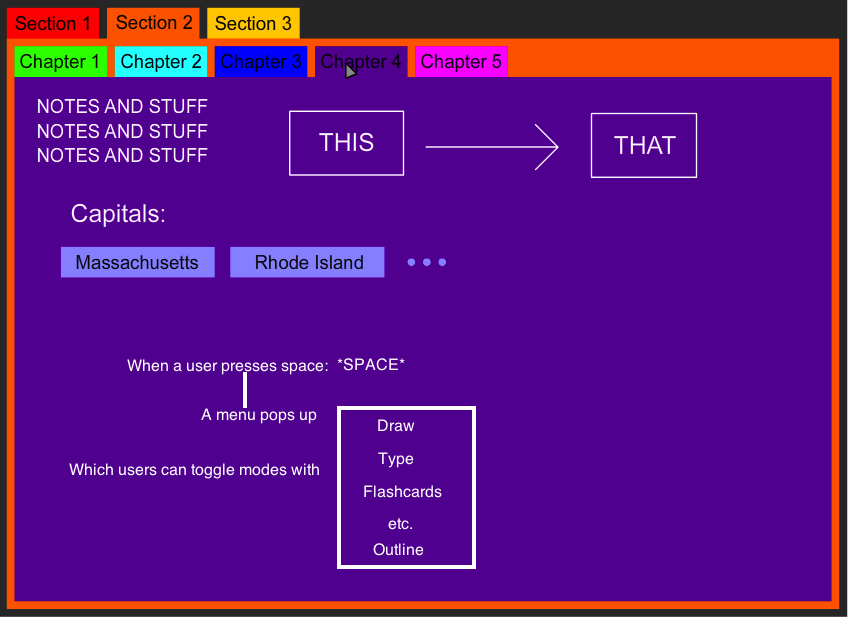 Section 1
Section 2
Section 3
Chapter 1
Chapter 2
Chapter 3
Chapter 4
Chapter 5
NOTES AND STUFF
NOTES AND STUFF
NOTES AND STUFF
THIS
THAT
Capitals:
Massachusetts
Rhode Island
When a user presses space: *SPACE*
A menu pops up
Which users can toggle modes with
Draw
Type
Flashcards
etc.
Outline